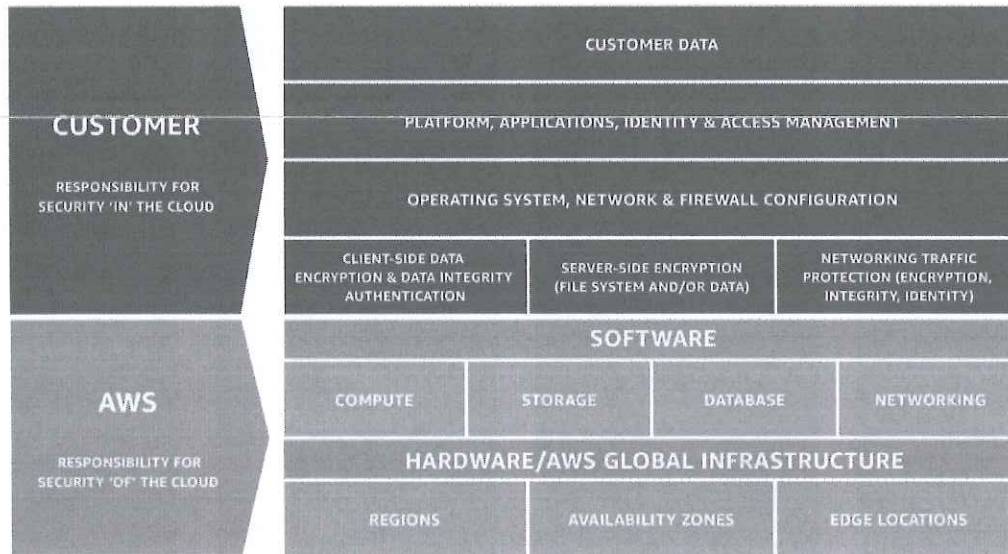 CUSTOMER DATA
CUSTOMER
RESPONSIBILITY FOR
SECURITY 'IN' THE CLOUD
PLATFORM, APPLICATIONS, IDENTITY & ACCESS MANAGEMENT
OPERATING SYSTEM, NETWORK & FIREWALL CONFIGURATION
CLIENT-SIDE DATA
ENCRYPTION & DATA INTEGRITY
AUTHENTICATION
SERVER-SIDE ENCRYPTION
(FILE SYSTEM AND/OR DATA)
NETWORKING TRAFFIC
PROTECTION (ENCRYPTION,
INTEGRITY, IDENTITY)
AWS
RESPONSIBILITY FOR
SECURITY 'OF' THE CLOUD
SOFTWARE
COMPUTE
STORAGE
DATABASE
NETWORKING
HARDWARE/AWS GLOBAL INFRASTRUCTURE
REGIONS
AVAILABILITY ZONES
EDGE LOCATIONS